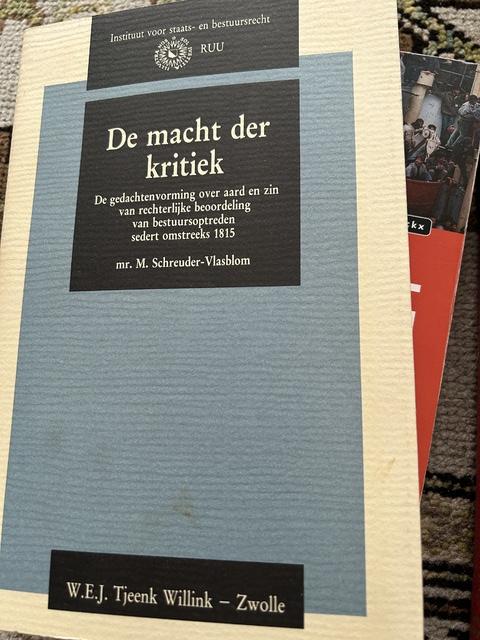 Instituut voor staats- en bestuursrecht
RUU
De macht der
kritiek
De gedachtenvorming over aard en zin
van rechterlijke beoordeling
van bestuursoptreden
sedert omstreeks 1815
mr. M. Schreuder-Vlasblom
W.E.J. Tjeenk Willink – Zwolle
ckx